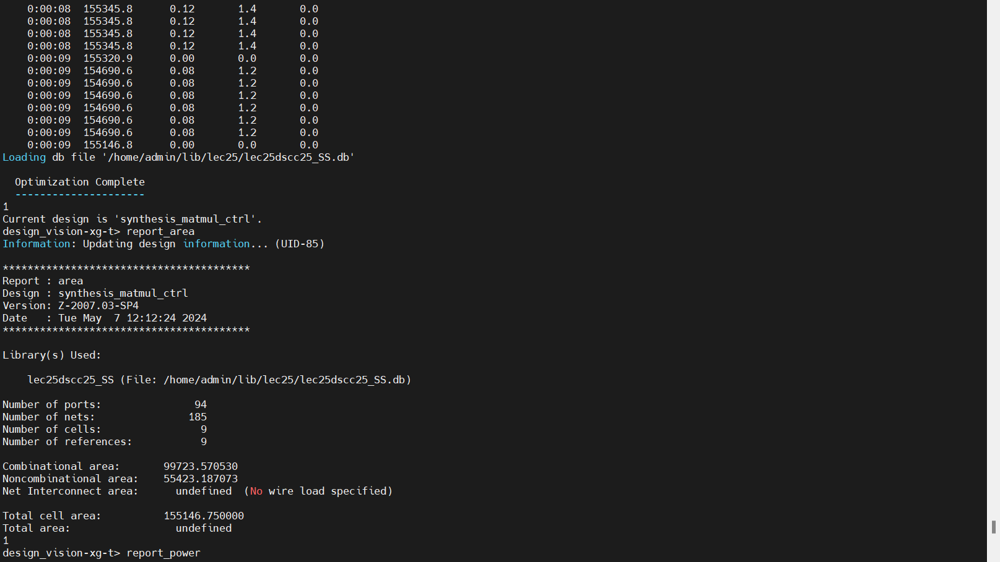 0:00:08  155345.8      0.12       1.4       0.0
0:00:08  155345.8      0.12       1.4       0.0
0:00:08  155345.8      0.12       1.4       0.0
0:00:08  155345.8      0.12       1.4       0.0
0:00:09  155320.9      0.00       0.0       0.0
0:00:09  154690.6      0.08       1.2       0.0
0:00:09  154690.6      0.08       1.2       0.0
0:00:09  154690.6      0.08       1.2       0.0
0:00:09  154690.6      0.08       1.2       0.0
0:00:09  154690.6      0.08       1.2       0.0
0:00:09  154690.6      0.08       1.2       0.0
0:00:09  155146.8      0.00       0.0       0.0
Loading db file '/home/admin/lib/lec25/lec25dscc25_SS.db'
Optimization Complete
---------------------
1
Current design is 'synthesis_matmul_ctrl'.
design_vision-xg-t> report_area
Information: Updating design information... (UID-85)
****************************************
Report : area
Design : synthesis_matmul_ctrl
Version: Z-2007.03-SP4
Date   : Tue May  7 12:12:24 2024
****************************************
Library(s) Used:
lec25dscc25_SS (File: /home/admin/lib/lec25/lec25dscc25_SS.db)
Number of ports:               94
Number of nets:               185
Number of cells:                9
Number of references:           9
Combinational area:       99723.570530
Noncombinational area:    55423.187073
Net Interconnect area:      undefined  (No wire load specified)
Total cell area:          155146.750000
Total area:                 undefined
1
design_vision-xg-t> report_power